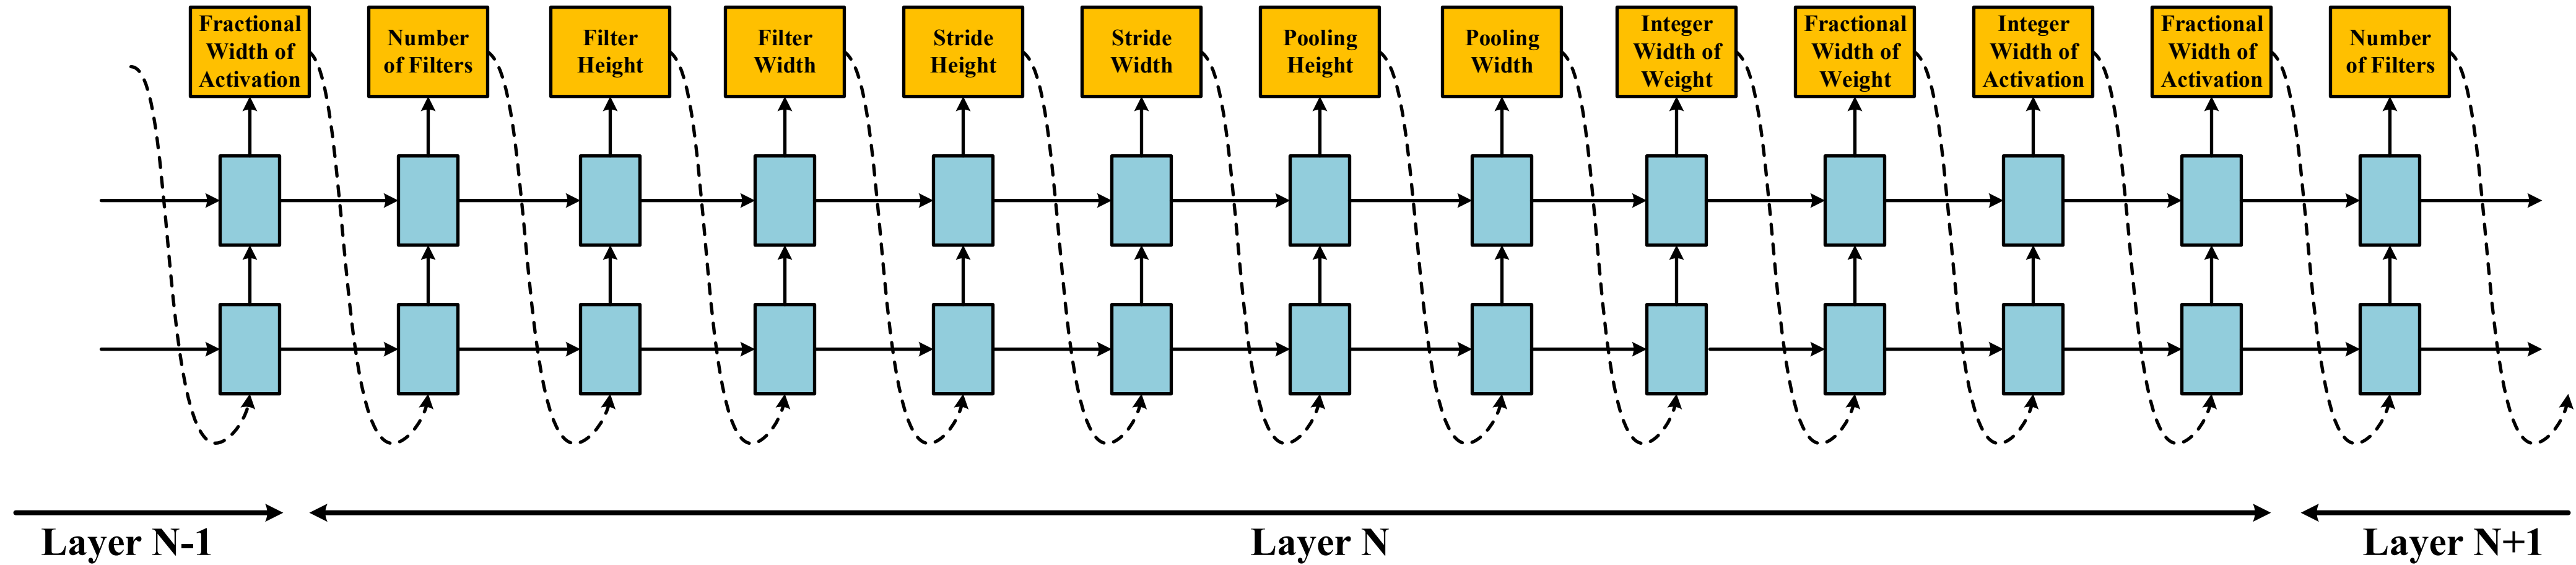 Fractional
Width of
Activation
Number
of Filters
Filter
Height
Filter
Width
Stride
Height
Stride
Width
Pooling
Height
Pooling
Width
Integer
Width of
Weight
Fractional
Width of
Weight
Integer
Width of
Activation
Fractional
Width of
Activation
Number
of Filters
Layer N-1
Layer N
Layer N+1